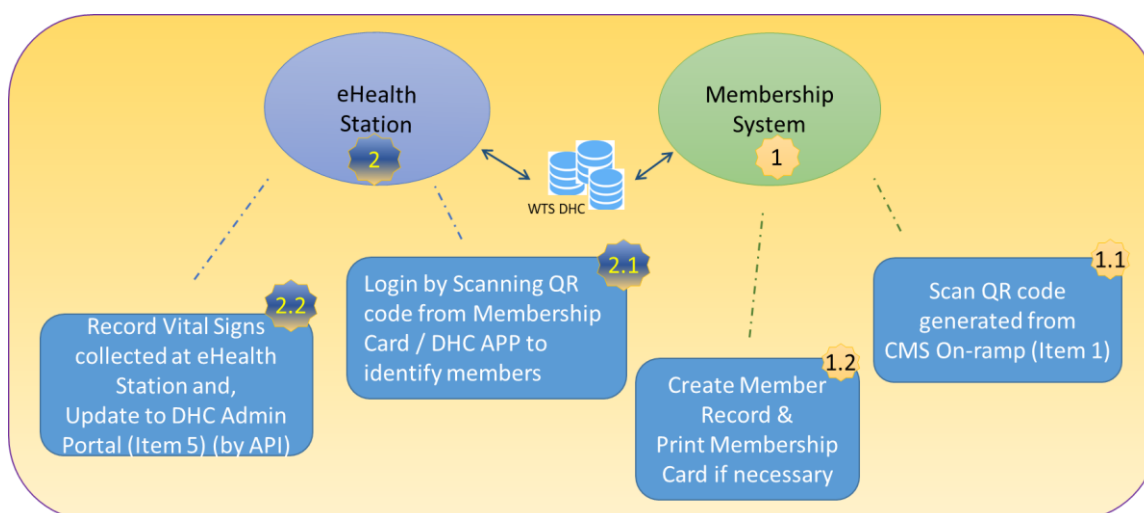 eHealth
Station
2
Membership
System
1
WTS DHC
2.2
Record Vital Signs
collected at eHealth
Station and,
Update to DHC Admin
Portal (Item 5) (by API)
2.1
Login by Scanning QR
code from Membership
Card / DHC APP to
identify members
1.2
Create Member
Record &
Print Membership
Card if necessary
1.1
Scan QR code
generated from
CMS On-ramp (Item 1)